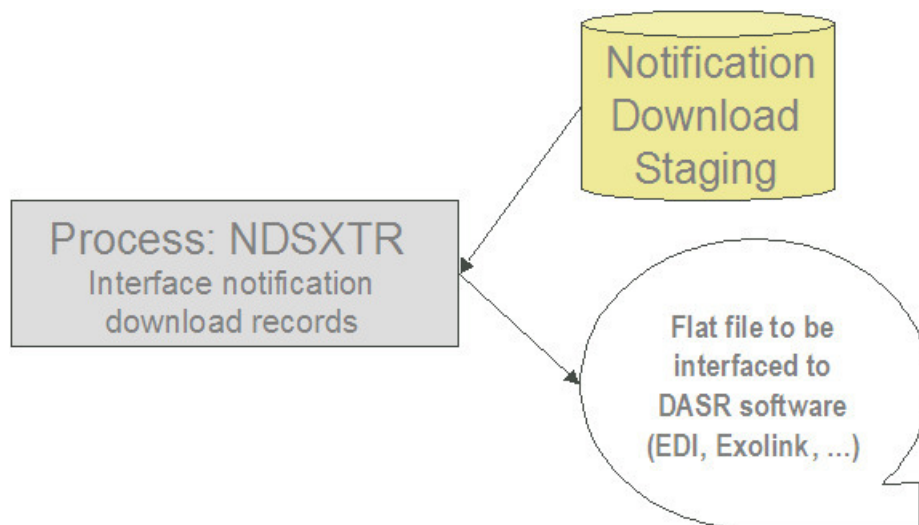 Notification
Download
Staging
Process: NDSXTR
Interface notification
download records
Flat file to be
interfaced to
DASR software
(EDI, Exolink, ...)